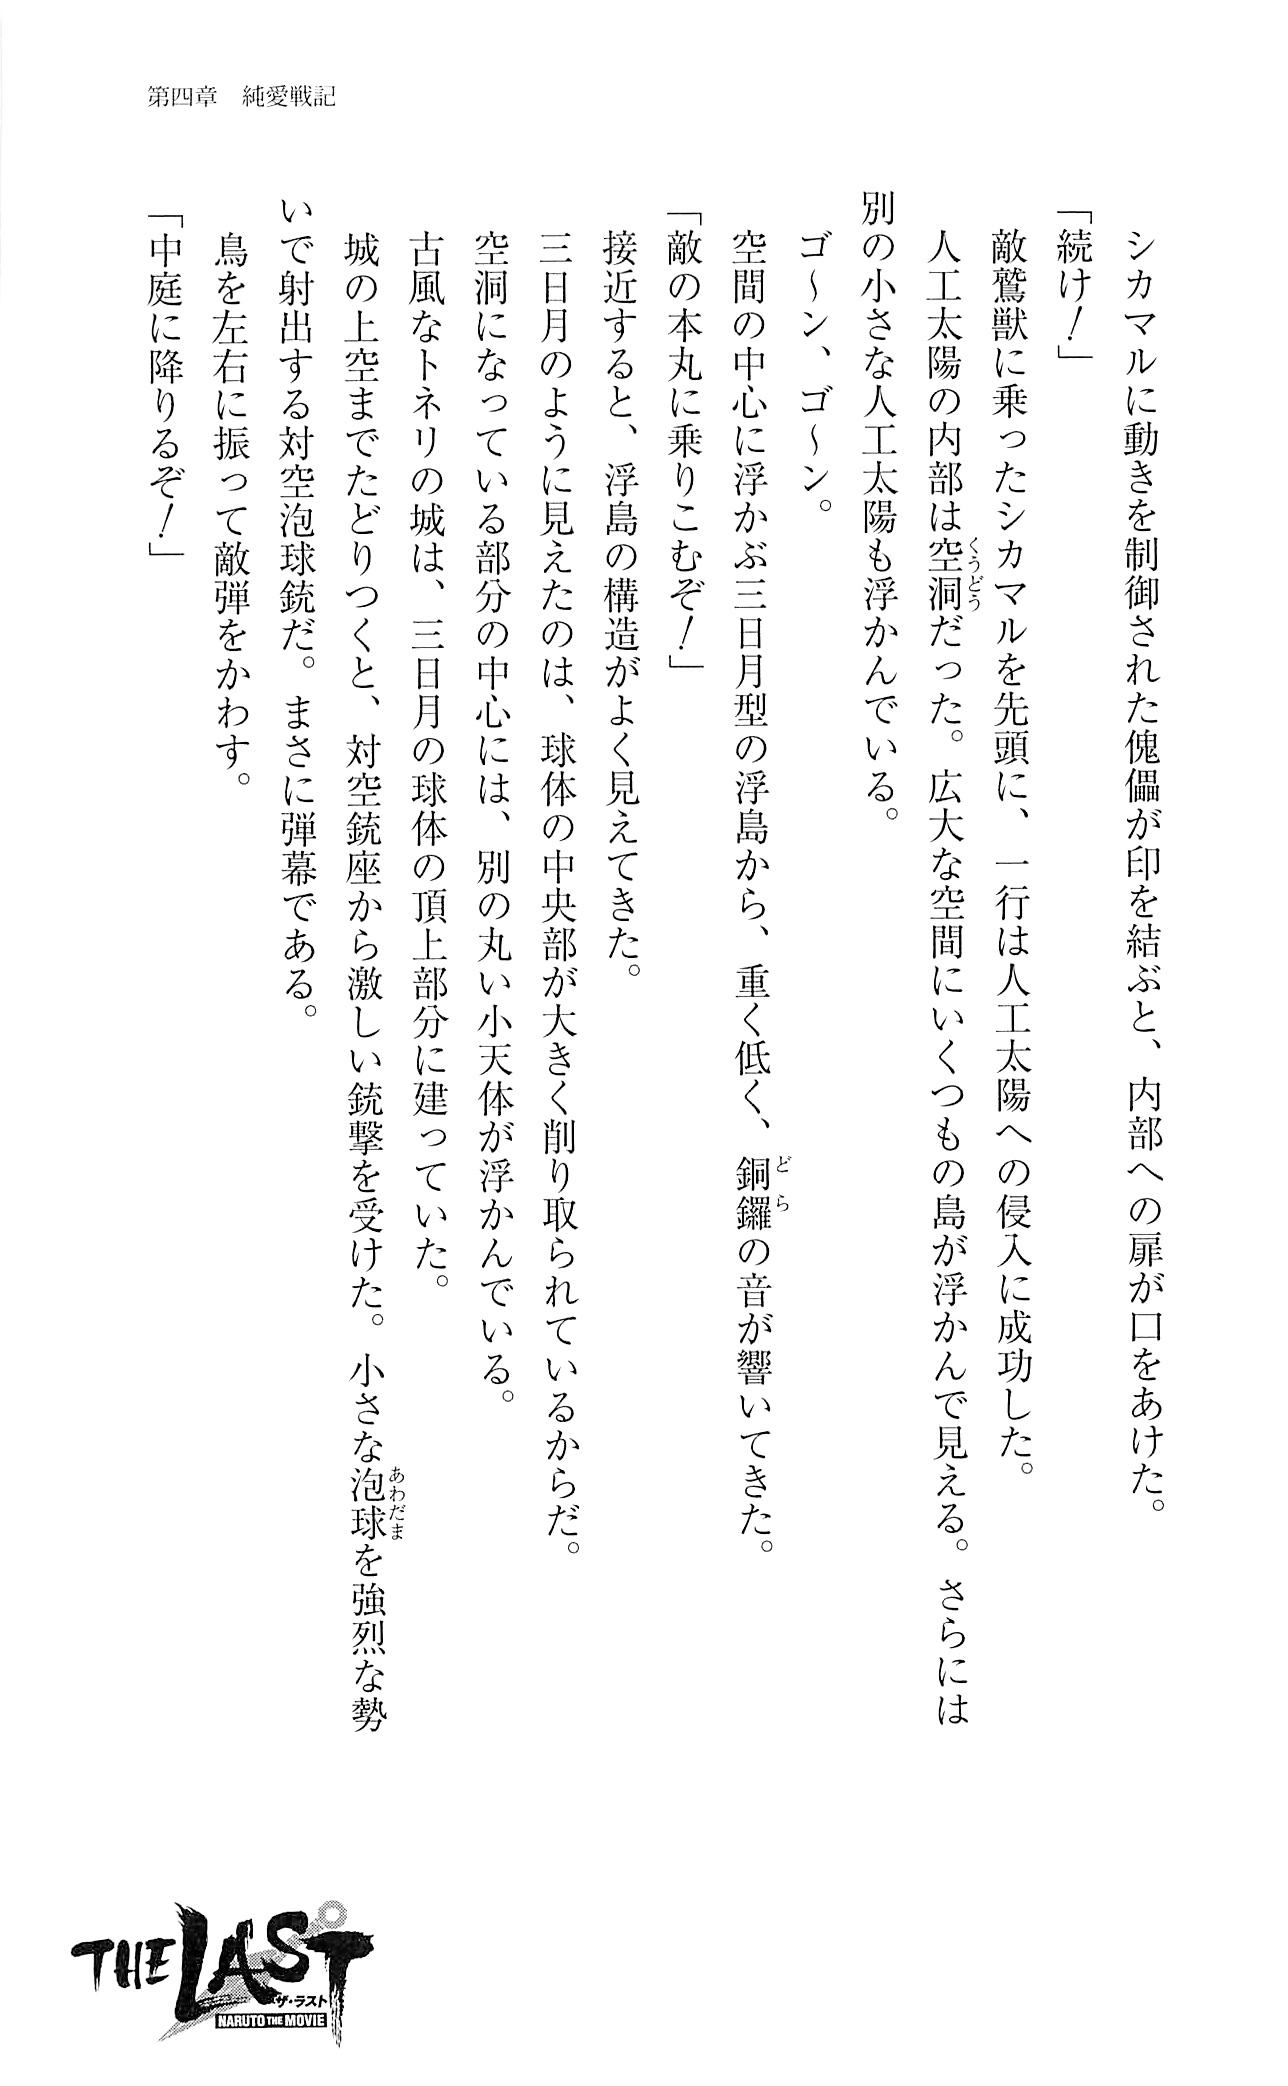 第四章　純愛戦記
シカマルに動きを制御された傀儡が印を結ぶと、内部への扉が口をあけた。
「続け！」
敵鷲獣に乗ったシカマルを先頭に、一行は人工太陽への侵入に成功した。
人工太陽の内部は空洞だった。広大な空間にいくつもの島が浮かんで見える。さらには
別の小さな人工太陽も浮かんでいる。
ゴ〜ン、ゴ〜ン。
空間の中心に浮かぶ三日月型の浮島から、重く低く、銅鑼の音が響いてきた。
「敵の本丸に乗りこむぞ！」
接近すると、浮島の構造がよく見えてきた。
三日月のように見えたのは、球体の中央部が大きく削り取られているからだ。
空洞になっている部分の中心には、別の丸い小天体が浮かんでいる。
古風なトネリの城は、三日月の球体の頂上部分に建っていた。
城の上空までたどりつくと、対空銃座から激しい銃撃を受けた。小さな泡球を強烈な勢
いで射出する対空泡球銃だ。まさに弾幕である。
鳥を左右に振って敵弾をかわす。
「中庭に降りるぞ！」
くうどう
どら
あわだま
THE LAST
ザ・ラスト
NARUTO THE MOVIE